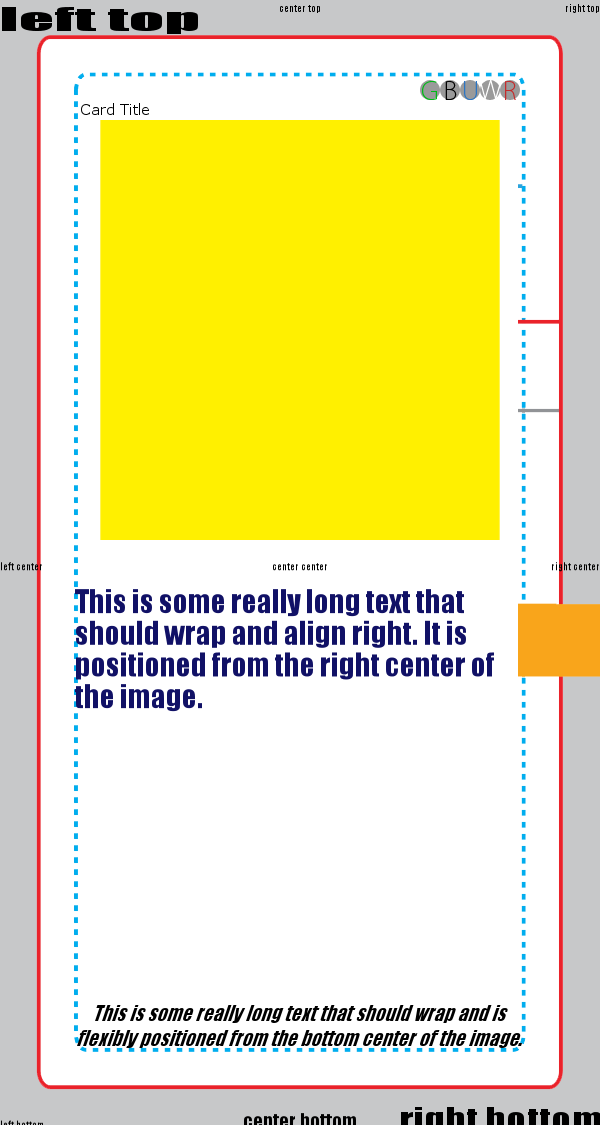 left top
center top
right top
GBUWR
Card Title
left center
center center
right center
This is some really long text that
should wrap and align right. It is
positioned from the right center of
the image.
This is some really long text that should wrap and is
flexibly positioned from the bottom center of the image.
left bottom
center bottom
right bottom